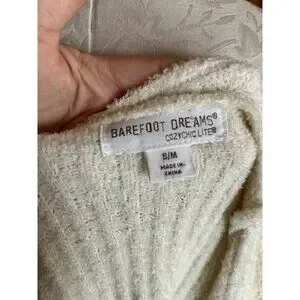 BAREFOOT DREAMS®
COZYCHIC LITE®
S/M
MADE IN
CHINA